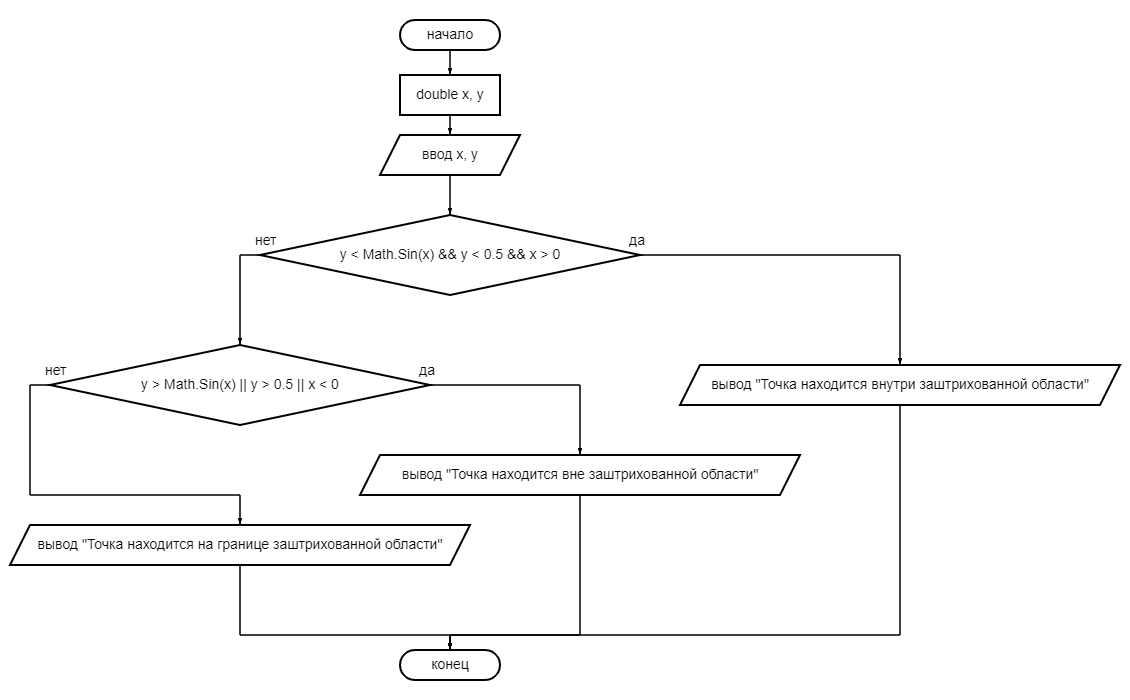 начало
double x, y
ввод x, y
нет
да
y < Math.Sin(x) && y < 0.5 && x > 0
нет
да
y > Math.Sin(x) || y > 0.5 || x < 0
вывод "Точка находится внутри заштрихованной области"
вывод "Точка находится вне заштрихованной области"
вывод "Точка находится на границе заштрихованной области"
конец